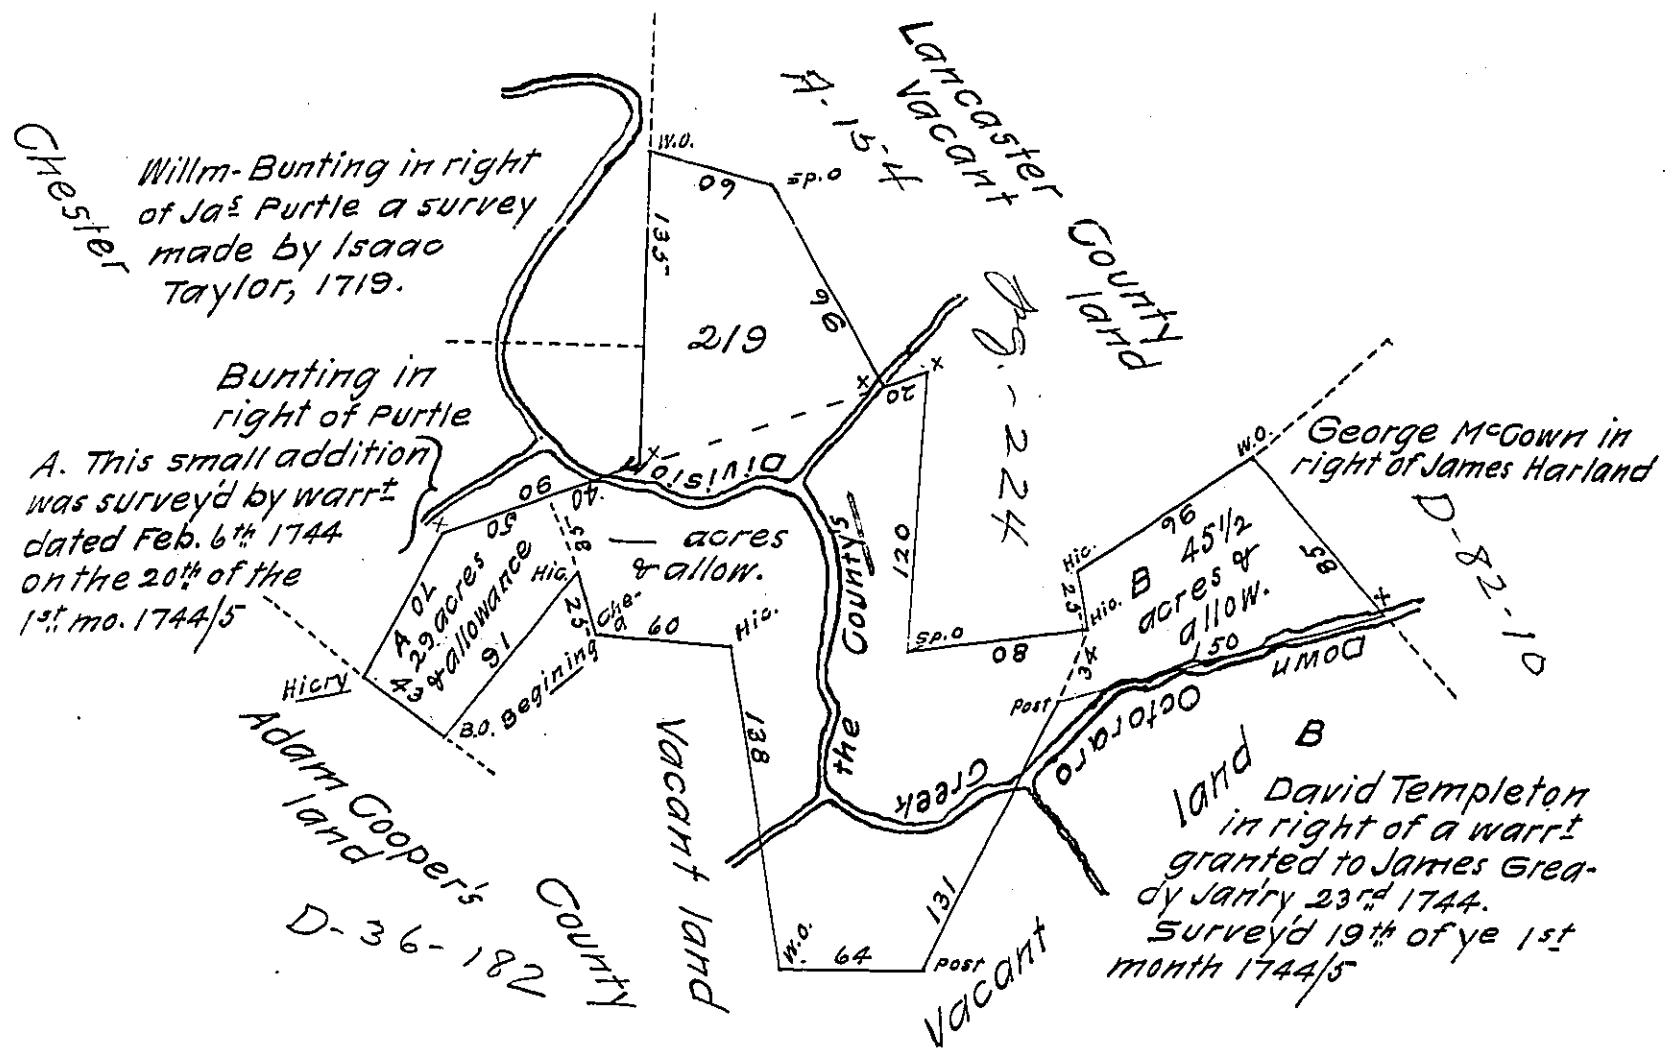 Chester
Willm-Bunting in right
of Jaˢ Purtle a survey
made by Isaac
Taylor, 1719.
Bunting in
right of Purtle
A. This small addition
was survey'd by warrᵗ
dated Feb. 6ᵗʰ 1744
on the 20ᵗʰ of the
1ˢᵗ mo. 1744/5
Lancaster County
Vacant land
A-15-4
224
W.O.
60
Sp.o
135
96
219
x
20
x
x
Division
Countys
the
Creek
Octoraro
Down
x
90
40
50
85
A 70
29 acres
& allowance
43
91
Hicry
B.O. Begining
Hic.
25
60
Hic.
acres
& allow.
120
Sp.o
80
Hic.
25
Hic.
96
W.O.
85
x
B 45 1/2
acres &
allow.
150
34
Post
George McCown in
right of James Harland
D-82-10
138
W.O.
64
Post
131
Adam Cooper's
land
D-36-182
County
Vacant land
Vacant land
B
David Templeton
in right of a warrᵗ
granted to James Grea-
dy Jan'ry 23ʳᵈ 1744.
Survey'd 19ᵗʰ of ye 1ˢᵗ
month 1744/5